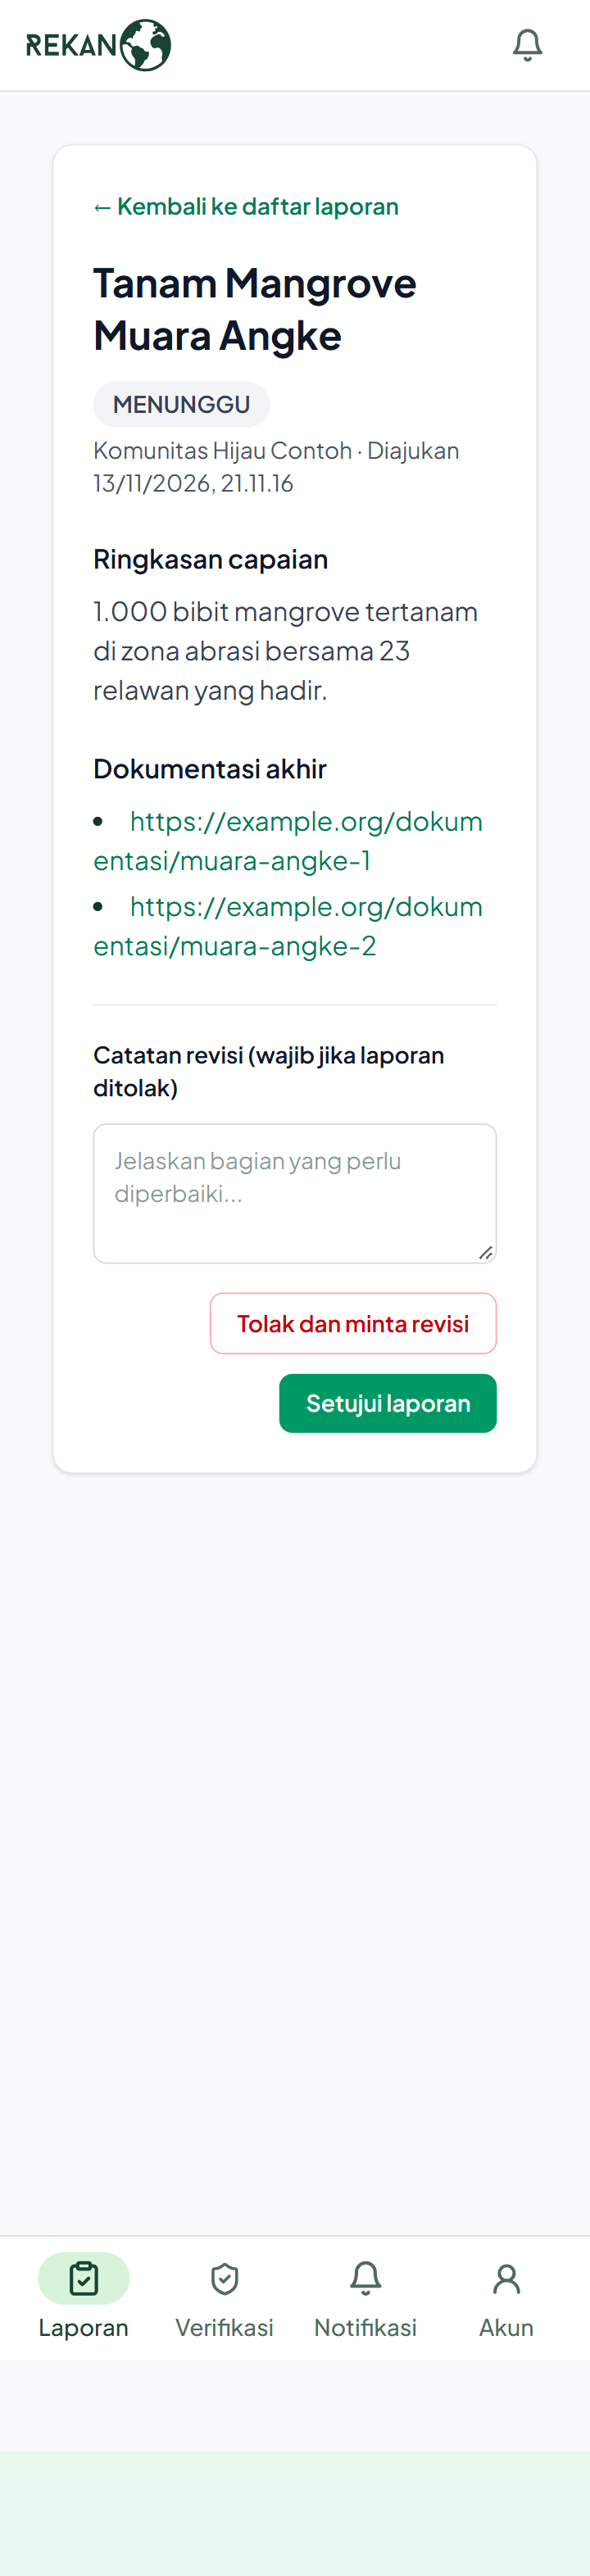 REKAN
← Kembali ke daftar laporan
Tanam Mangrove
Muara Angke
MENUNGGU
Komunitas Hijau Contoh · Diajukan
13/11/2026, 21.11.16
Ringkasan capaian
1.000 bibit mangrove tertanam
di zona abrasi bersama 23
relawan yang hadir.
Dokumentasi akhir
• https://example.org/dokum
entasi/muara-angke-1
• https://example.org/dokum
entasi/muara-angke-2
Catatan revisi (wajib jika laporan
ditolak)
Jelaskan bagian yang perlu
diperbaiki...
Tolak dan minta revisi
Setujui laporan
Laporan
Verifikasi
Notifikasi
Akun